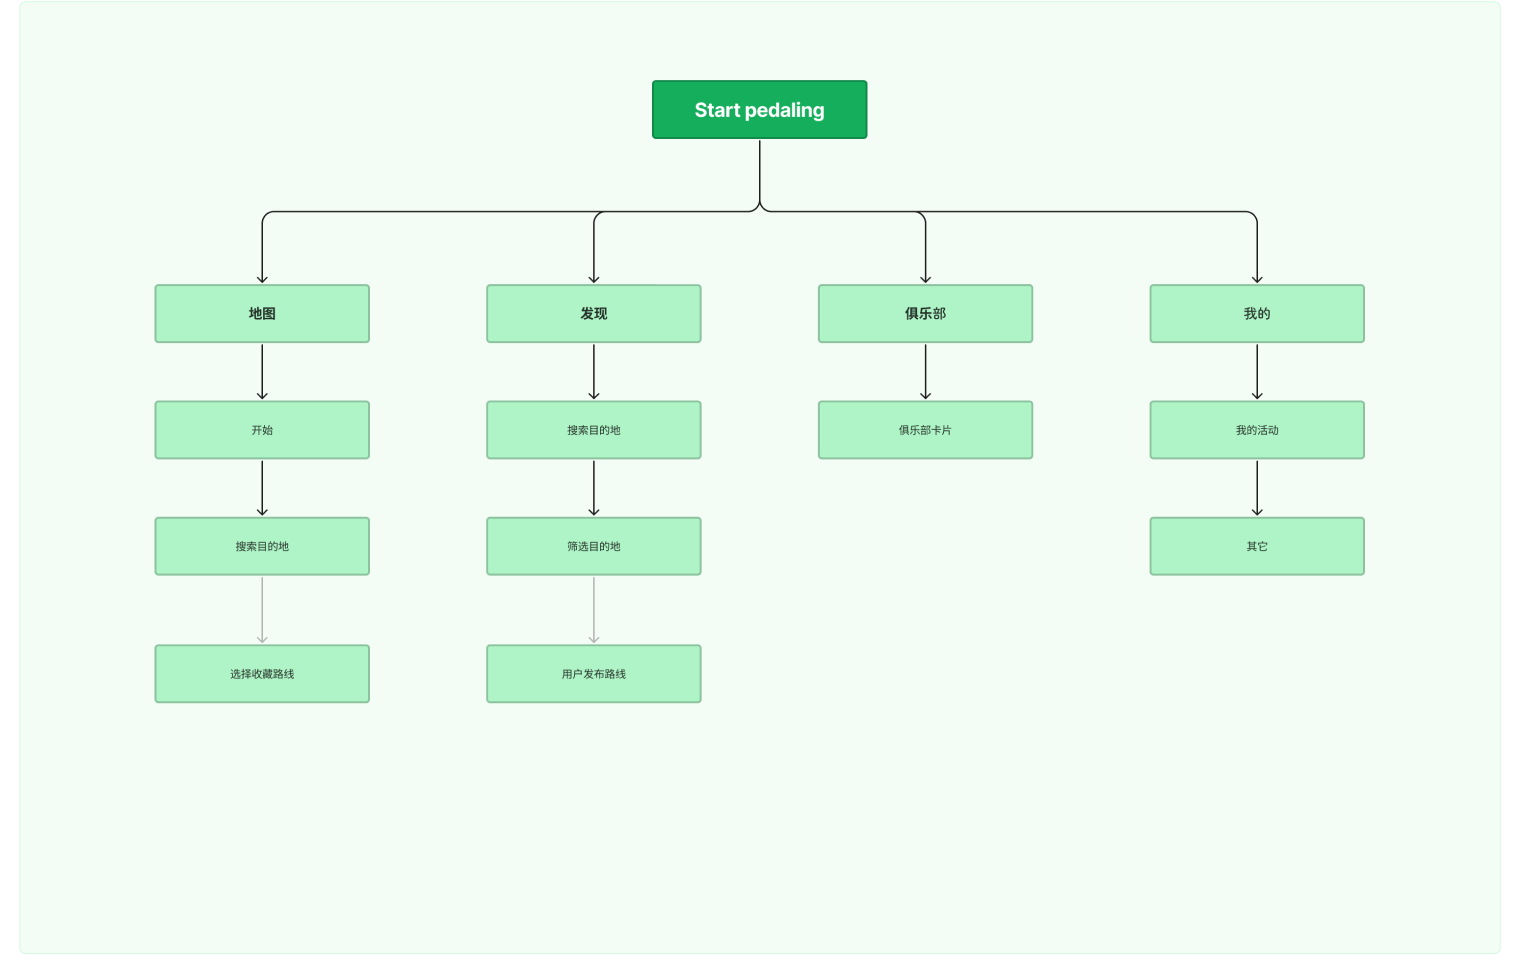 Start pedaling
地图
发现
俱乐部
我的
开始
搜索目的地
俱乐部卡片
我的活动
搜索目的地
筛选目的地
其它
选择收藏路线
用户发布路线